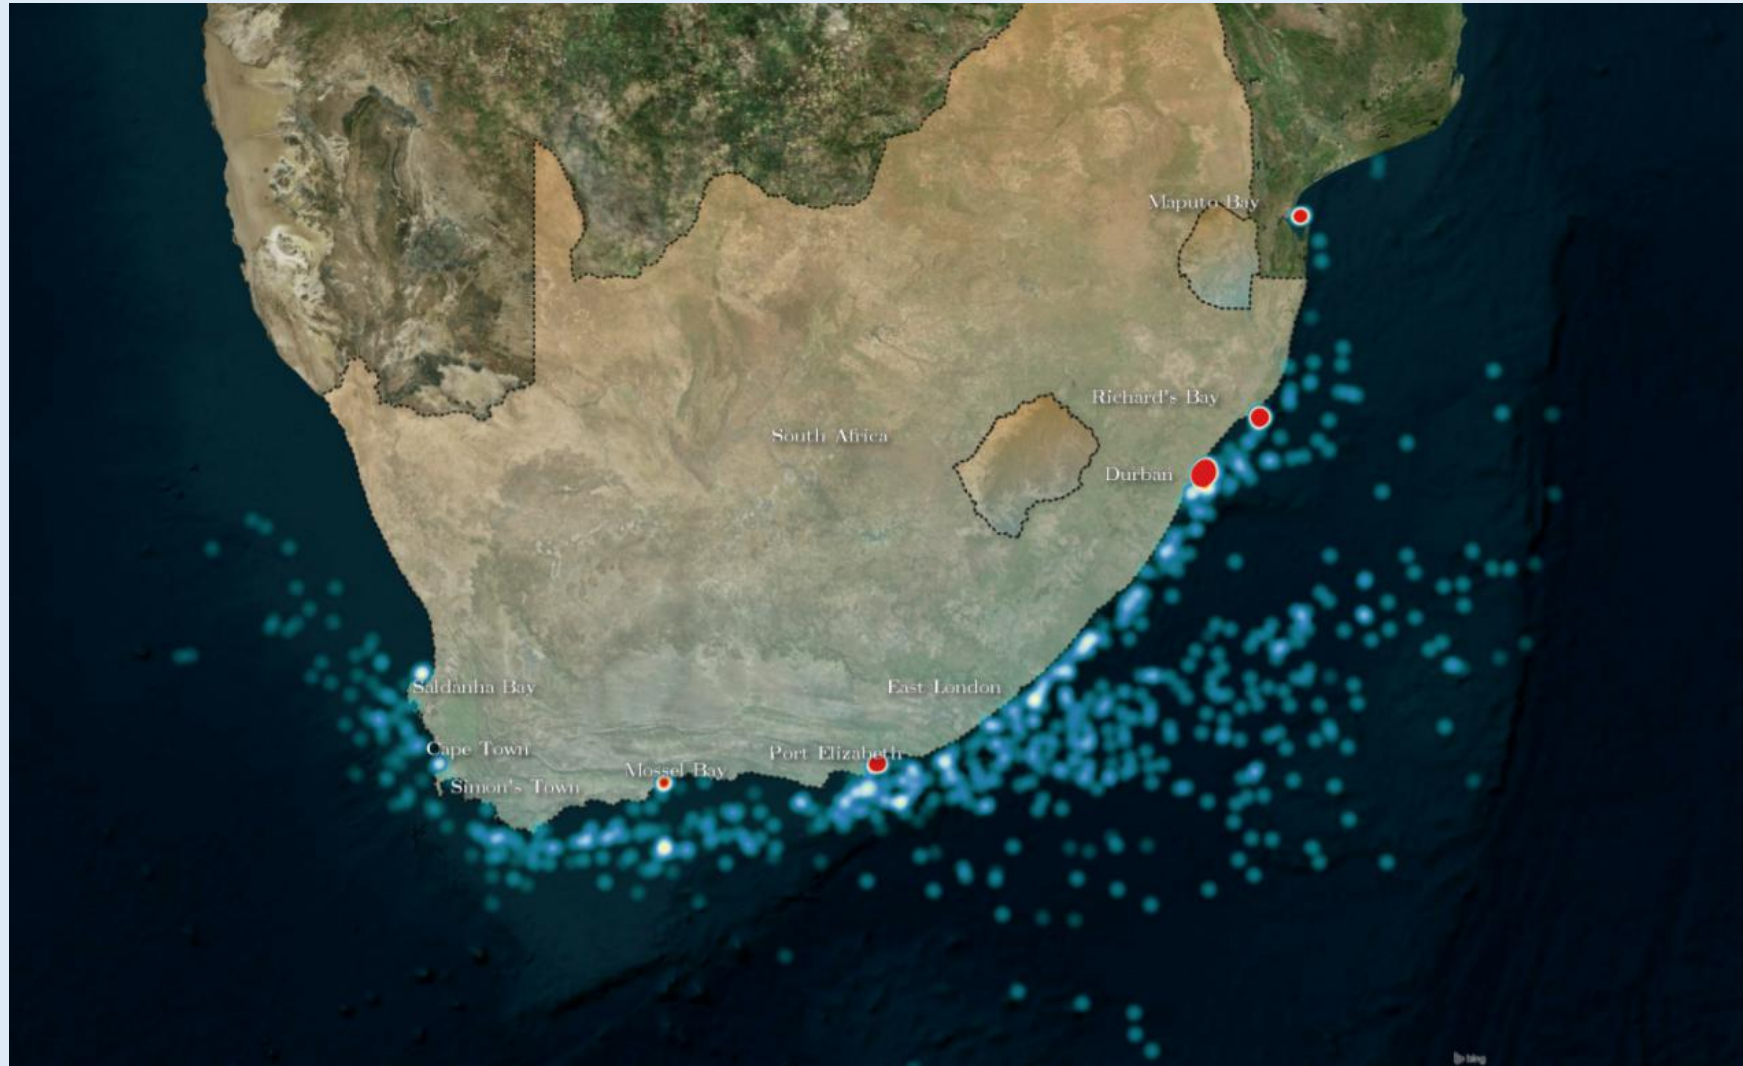 Maputo Bay
Richard's Bay
South Africa
Durban
Saldanha Bay
East London
Cape Town
Port Elizabeth
Mossel Bay
Simon's Town
bing